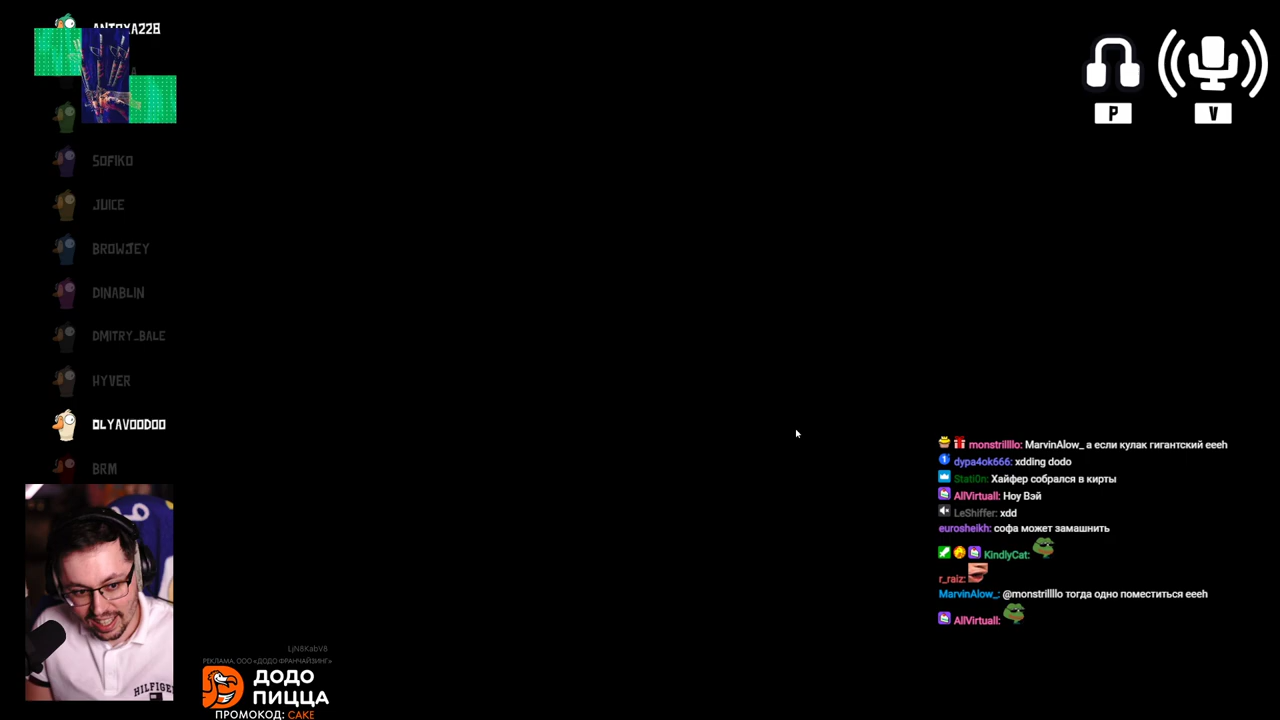 ANTOXA228
A
SOFIKO
JUICE
BROWJEY
DINABLIN
DMITRY_BALE
HYVER
OLYAVOODOO
BRM
P
V
monstrillllo: MarvinAlow_ а если кулак гигантский eeeh
dypa4ok666: xdding dodo
Stati0n: Хайфер собрался в кирты
AllVirtuall: Ноу Вэй
LeShiffer: xdd
eurosheikh: софа может замашнить
KindlyCat:
r_raiz:
MarvinAlow_: @monstrillllo тогда одно поместиться eeeh
AllVirtuall:
HILFIGER
LjN8KabV8
РЕКЛАМА. ООО «ДОДО ФРАНЧАЙЗИНГ»
ДОДО
ПИЦЦА
ПРОМОКОД: CAKE